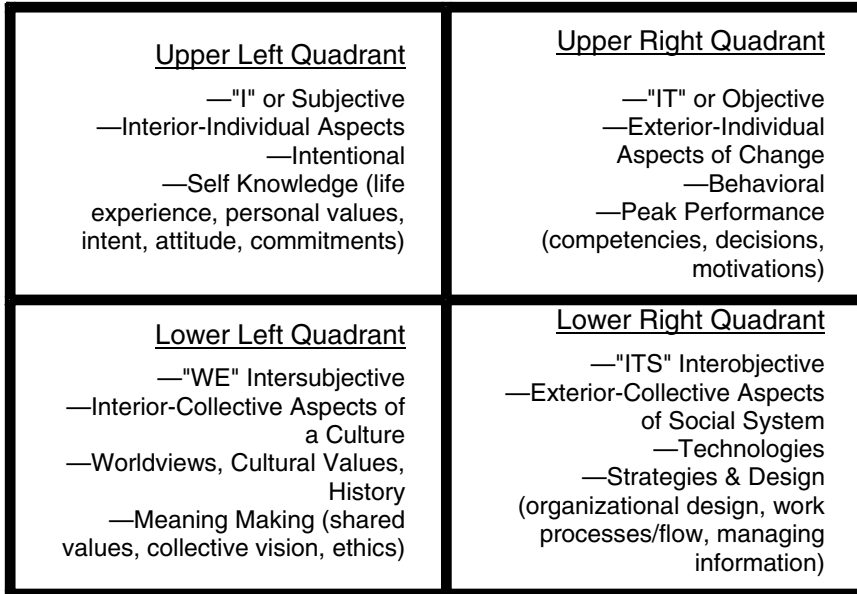 Upper Left Quadrant
—"I" or Subjective
—Interior-Individual Aspects
—Intentional
—Self Knowledge (life
experience, personal values,
intent, attitude, commitments)
Upper Right Quadrant
—"IT" or Objective
—Exterior-Individual
Aspects of Change
—Behavioral
—Peak Performance
(competencies, decisions,
motivations)
Lower Left Quadrant
—"WE" Intersubjective
—Interior-Collective Aspects of
a Culture
—Worldviews, Cultural Values,
History
—Meaning Making (shared
values, collective vision, ethics)
Lower Right Quadrant
—"ITS" Interobjective
—Exterior-Collective Aspects
of Social System
—Technologies
—Strategies & Design
(organizational design, work
processes/flow, managing
information)